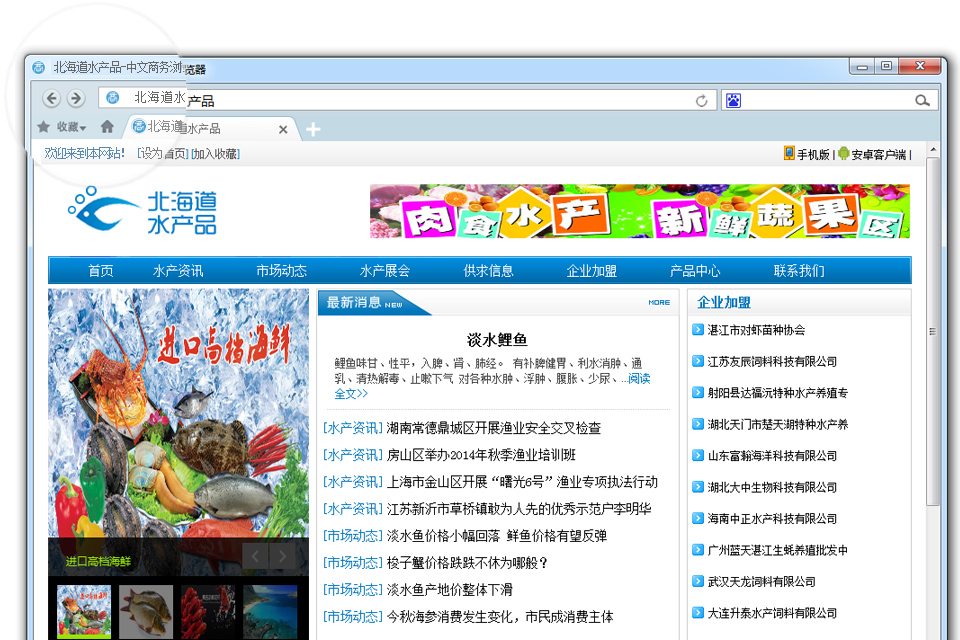 北海道水产品-中文商务浏览器
北海道水产品
收藏
北海道水产品
欢迎来到本网站! [设为首页] [加入收藏]
手机版 | 安卓客户端 |
北海道
水产品
肉食水产 新鲜蔬果区
首页 水产资讯 市场动态 水产展会 供求信息 企业加盟 产品中心 联系我们
进口高档海鲜
进口高档海鲜
最新消息 NEW MORE
淡水鲤鱼
鲤鱼味甘、性平，入脾、肾、肺经。 有补脾健胃、利水消肿、通
乳、清热解毒、止嗽下气 对各种水肿、浮肿、腹胀、少尿、...阅读
全文>>
[水产资讯] 湖南常德鼎城区开展渔业安全交叉检查
[水产资讯] 房山区举办2014年秋季渔业培训班
[水产资讯] 上海市金山区开展“曙光6号”渔业专项执法行动
[水产资讯] 江苏新沂市草桥镇敢为人先的优秀示范户李明华
[市场动态] 淡水鱼价格小幅回落 鲜鱼价格有望反弹
[市场动态] 梭子蟹价格跌跌不休为哪般？
[市场动态] 淡水鱼产地价整体下滑
[市场动态] 今秋海参消费发生变化，市民成消费主体
企业加盟
湛江市对虾苗种协会
江苏友辰饲料科技有限公司
射阳县达福沅特种水产养殖专
湖北天门市楚天湖特种水产养
山东富瀚海洋科技有限公司
湖北大中生物科技有限公司
海南中正水产科技有限公司
广州蓝天湛江生蚝养殖批发中
武汉天龙饲料有限公司
大连升泰水产饲料有限公司